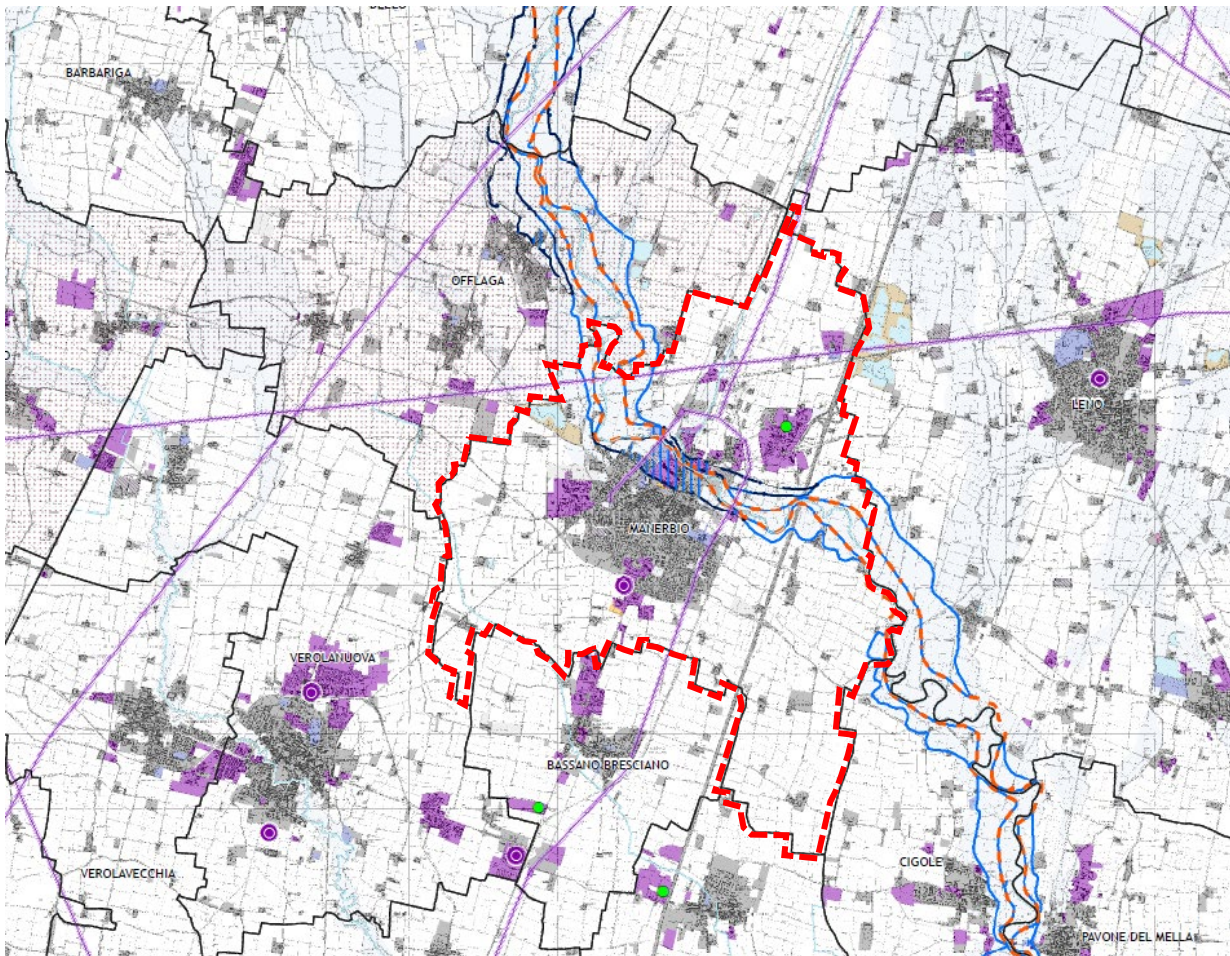 BARBARIGA
OFFLAGA
LENO
MANERBIO
VEROLANUOVA
BASSANO BRESCIANO
CIGOLE
VEROLAVECCHIA
PAVONE DEL MELLA